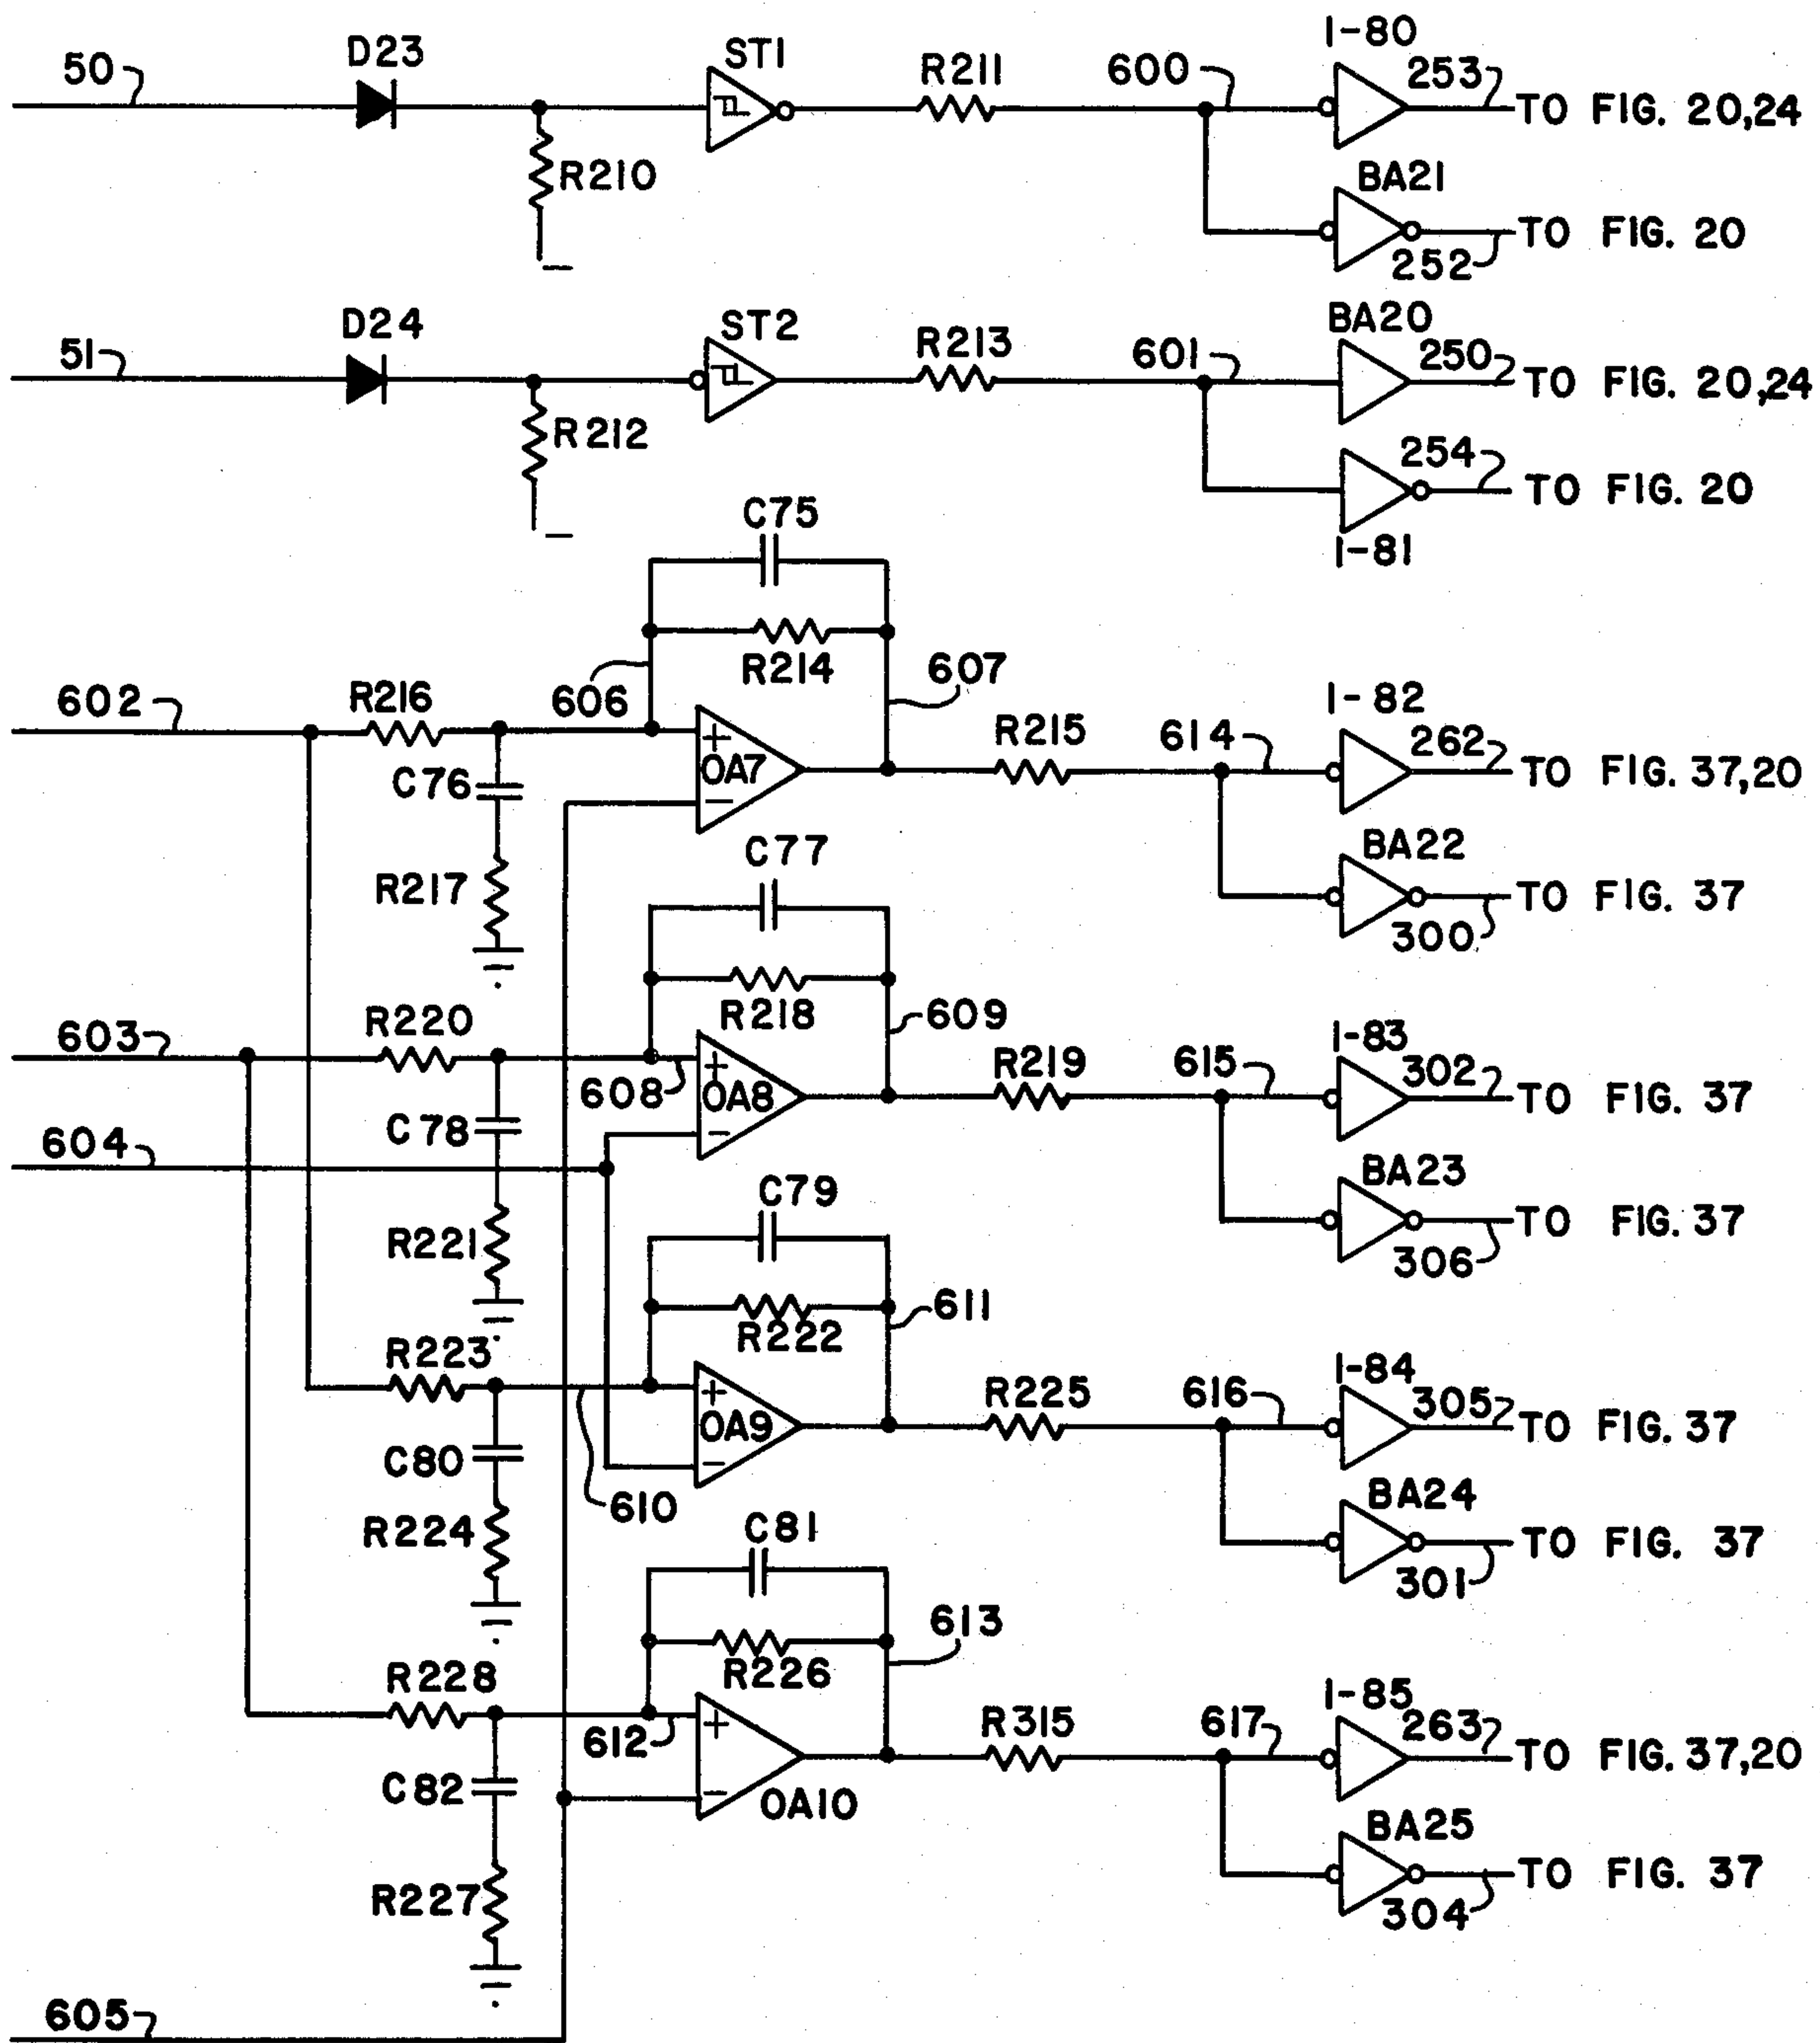 I-80
D23
ST1
50
R211
600
253
TO FIG. 20,24
R210
BA21
TO FIG. 20
252
D24
ST2
BA20
51
R213
601
250
TO FIG. 20,24
R212
254
TO FIG. 20
C75
I-81
R214
607
602
R216
606
I-82
R215
614
262
+
OA7
TO FIG. 37,20
C76
-
C77
BA22
R217
TO FIG. 37
300
R218
609
603
R220
I-83
R219
615
302
+
608
OA8
TO FIG. 37
C78
604
-
BA23
C79
R221
TO FIG. 37
306
611
R222
R223
I-84
R225
616
305
+
OA9
TO FIG. 37
C80
-
610
BA24
C81
R224
TO FIG. 37
301
613
R226
R228
I-85
R315
617
263
+
612
TO FIG. 37,20
C82
-
OA10
BA25
R227
TO FIG. 37
304
605